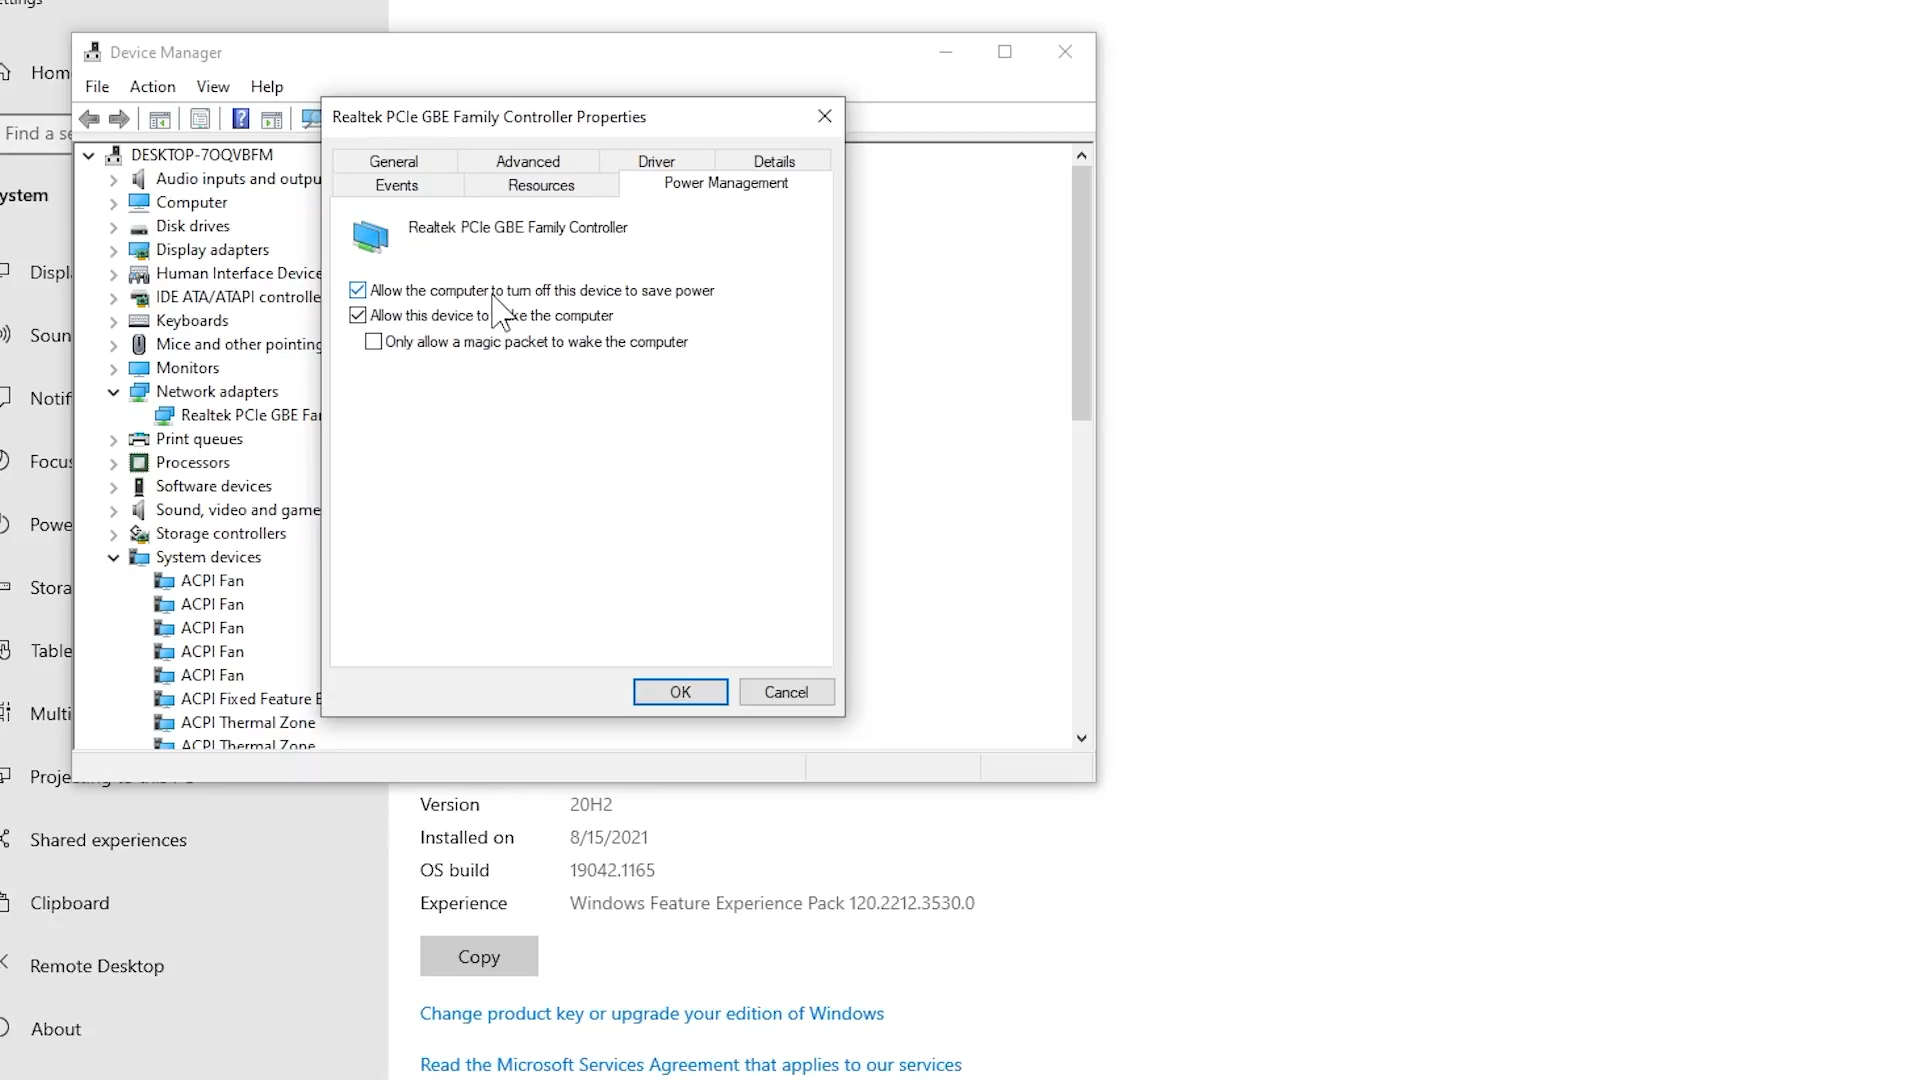 ettings
Device Manager
File Action View Help
Hom
Find a se
ystem
Displ
Soun
Notif
Focus
Powe
Stora
Table
Multi
Shared experiences
Clipboard
Remote Desktop
About
DESKTOP-7OQVBFM
Audio inputs and outpu
Computer
Disk drives
Display adapters
Human Interface Device
IDE ATA/ATAPI controlle
Keyboards
Mice and other pointing
Monitors
Network adapters
Realtek PCIe GBE Fa
Print queues
Processors
Software devices
Sound, video and game
Storage controllers
System devices
ACPI Fan
ACPI Fan
ACPI Fan
ACPI Fan
ACPI Fan
ACPI Fixed Feature
ACPI Thermal Zone
ACPI Thermal Zone
Realtek PCIe GBE Family Controller Properties
General Advanced Driver Details
Events Resources Power Management
Realtek PCIe GBE Family Controller
Allow the computer to turn off this device to save power
Allow this device to ke the computer
Only allow a magic packet to wake the computer
OK Cancel
Version 20H2
Installed on 8/15/2021
OS build 19042.1165
Experience Windows Feature Experience Pack 120.2212.3530.0
Copy
Change product key or upgrade your edition of Windows
Read the Microsoft Services Agreement that applies to our services